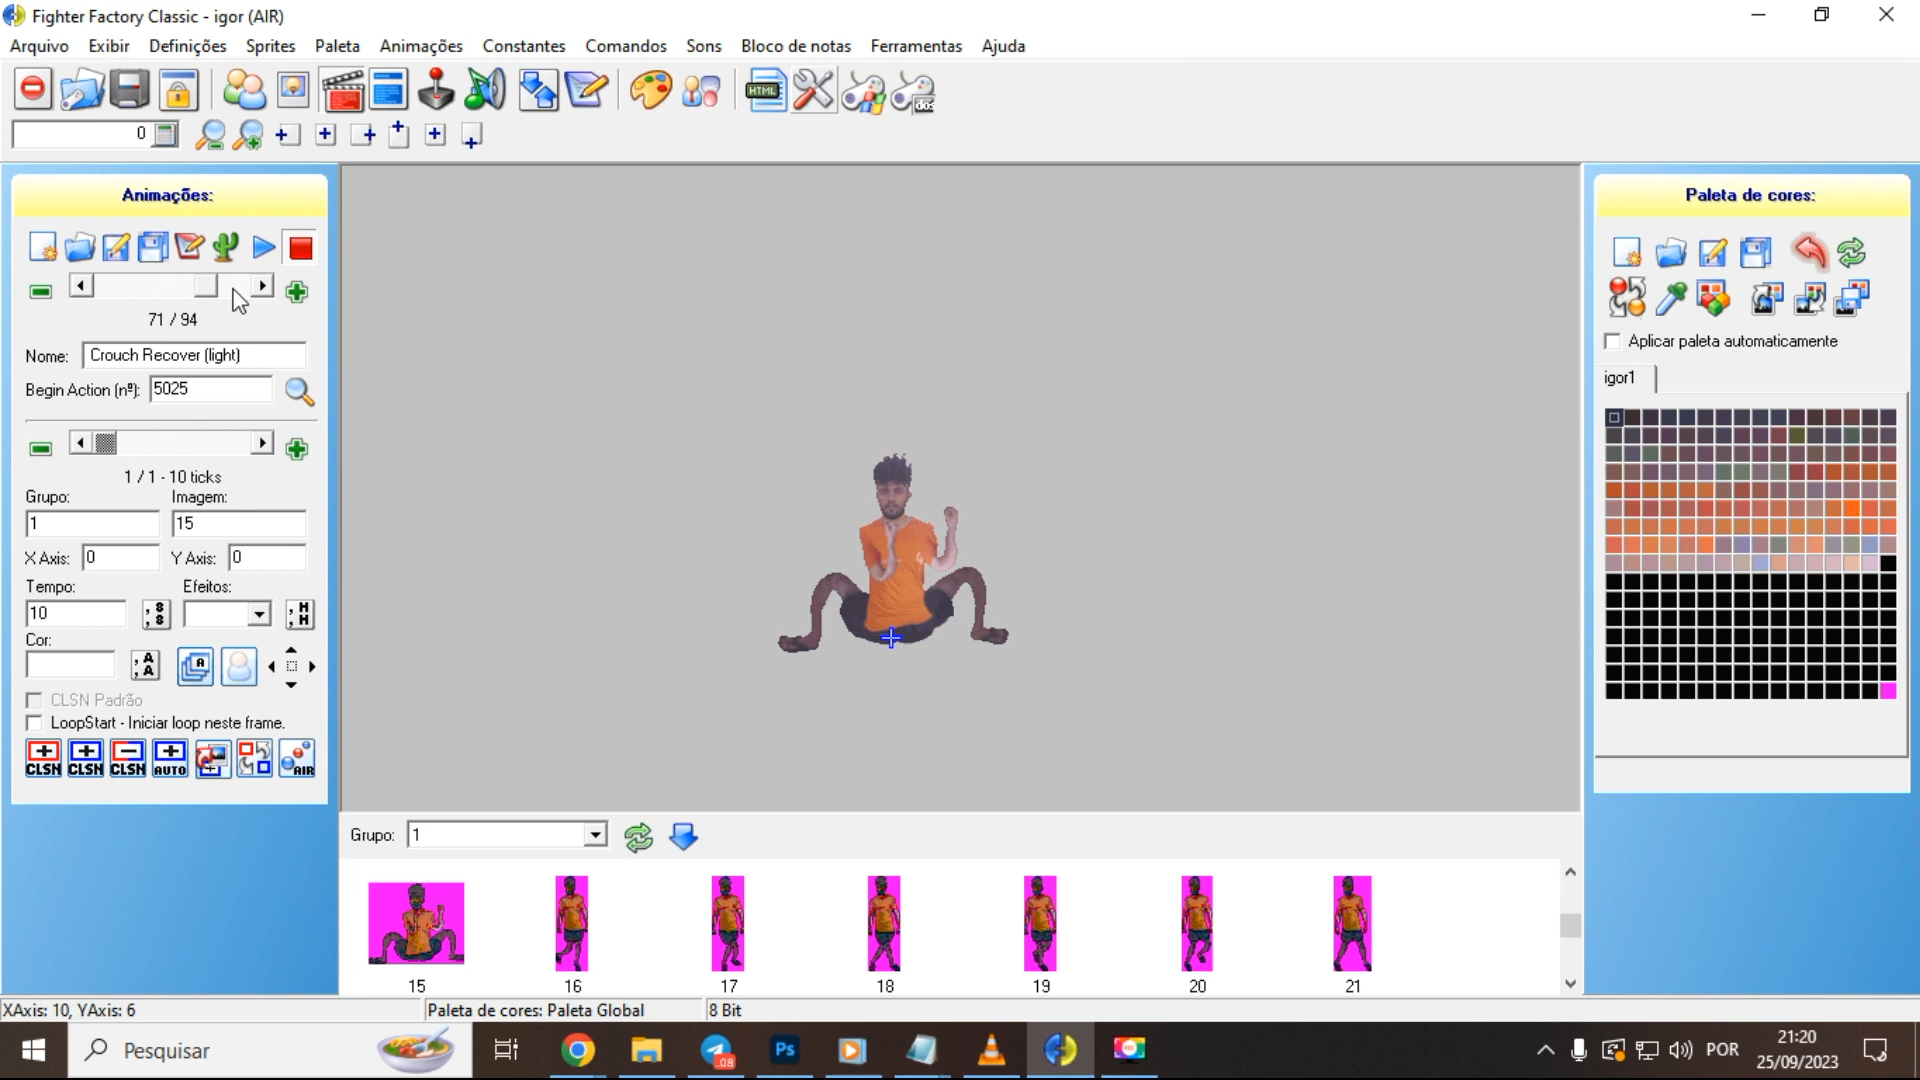 Fighter Factory Classic - igor (AIR)
Arquivo Exibir Definições Sprites Paleta Animações Constantes Comandos Sons Bloco de notas Ferramentas Ajuda
HTML
dos
0
Animações:
71 / 94
Nome: Crouch Recover (light)
Begin Action (nº): 5025
1 / 1 - 10 ticks
Grupo: Imagem:
1 15
X Axis: 0 Y Axis: 0
Tempo: Efeitos:
10
Cor:
CLSN Padrão
LoopStart - Iniciar loop neste frame.
CLSN CLSN CLSN AUTO AIR
Grupo: 1
15 16 17 18 19 20 21
Paleta de cores:
Aplicar paleta automaticamente
igor1
XAxis: 10, YAxis: 6 Paleta de cores: Paleta Global 8 Bit
Pesquisar
Ps
POR
21:20
25/09/2023